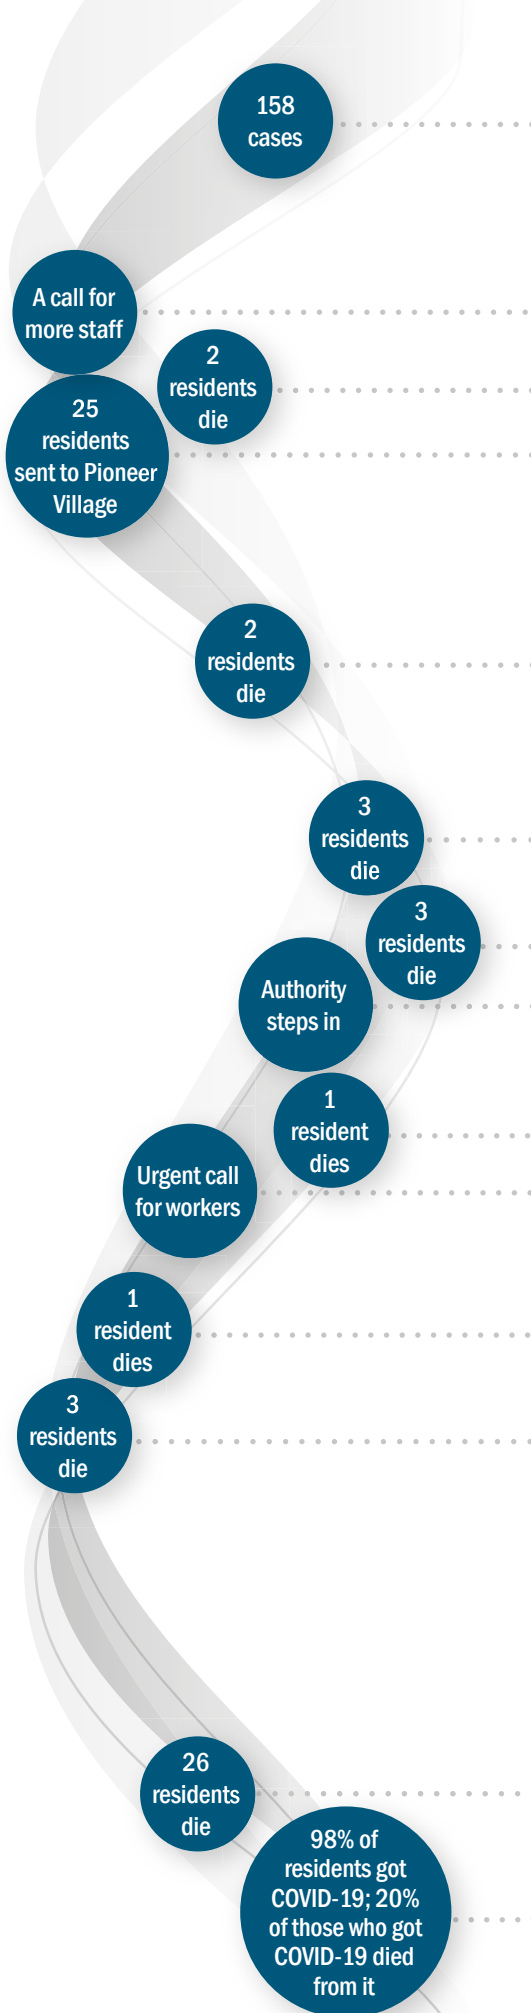 158
cases
A call for
more staff
2
residents
die
25
residents
sent to Pioneer
Village
2
residents
die
3
residents
die
3
residents
die
Authority
steps in
1
resident
dies
Urgent call
for workers
1
resident
dies
3
residents
die
26
residents
die
98% of
residents got
COVID-19; 20%
of those who got
COVID-19 died
from it